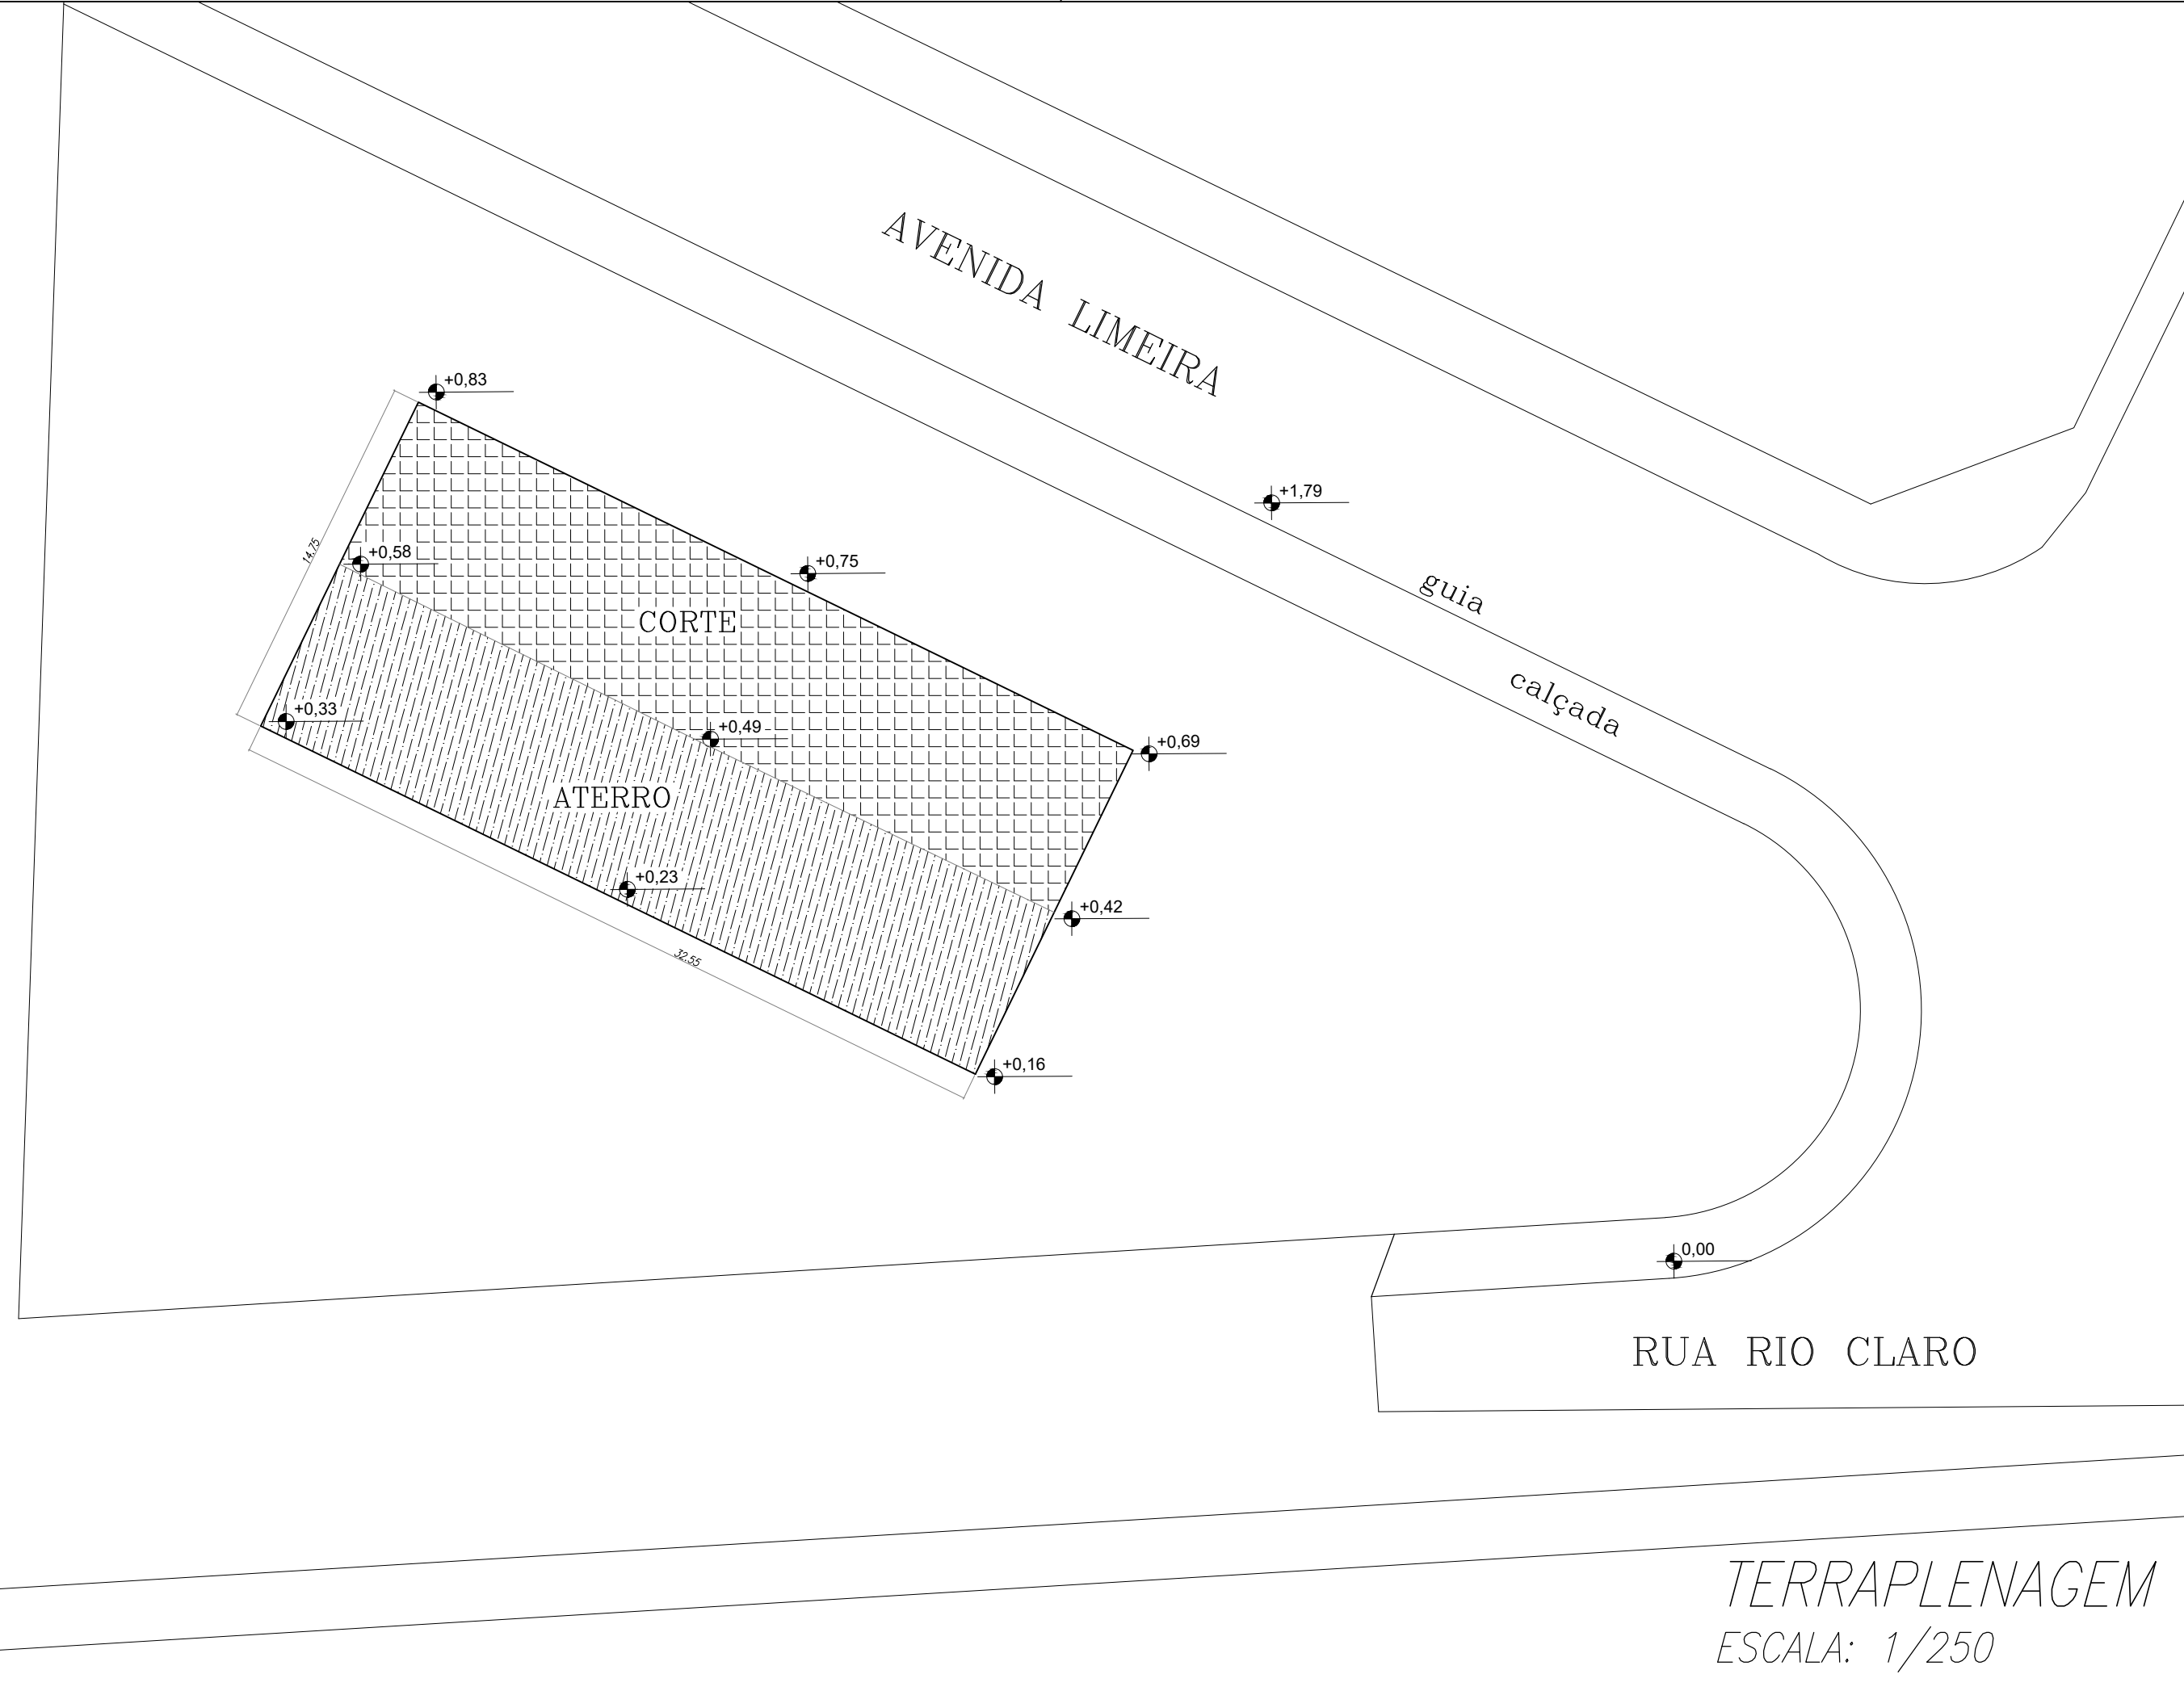 AVENIDA LIMEIRA
+0,83
+1,79
14,75
+0,58
+0,75
guia
CORTE
calçada
+0,33
+0,49
+0,69
ATERRO
+0,23
+0,42
32,55
+0,16
0,00
RUA RIO CLARO
TERRAPLENAGEM
ESCALA: 1/250